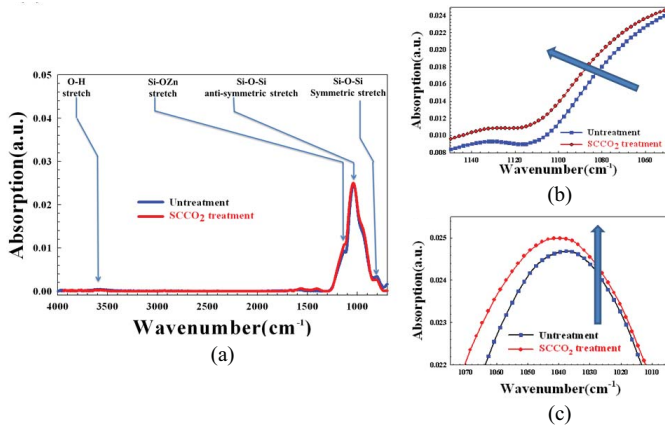 O-H
stretch
Si-OZn
stretch
Si-O-Si
anti-symmetric stretch
Si-O-Si
Symmetric stretch
0.05
0.04
0.03
0.02
0.01
0.00
Absorption(a.u.)
Untreatment
SCCO₂ treatment
4000 3500 3000 2500 2000 1500 1000
Wavenumber(cm⁻¹)
(a)
0.024
0.022
0.020
0.018
0.016
0.014
0.012
0.010
0.008
Absorption(a.u.)
Untreatment
SCCO₂ treatment
1140 1120 1100 1080 1060
Wavenumber(cm⁻¹)
(b)
0.025
0.024
0.023
0.022
Absorption(a.u.)
Untreatment
SCCO₂ treatment
1070 1060 1050 1040 1030 1020 1010
Wavenumber(cm⁻¹)
(c)